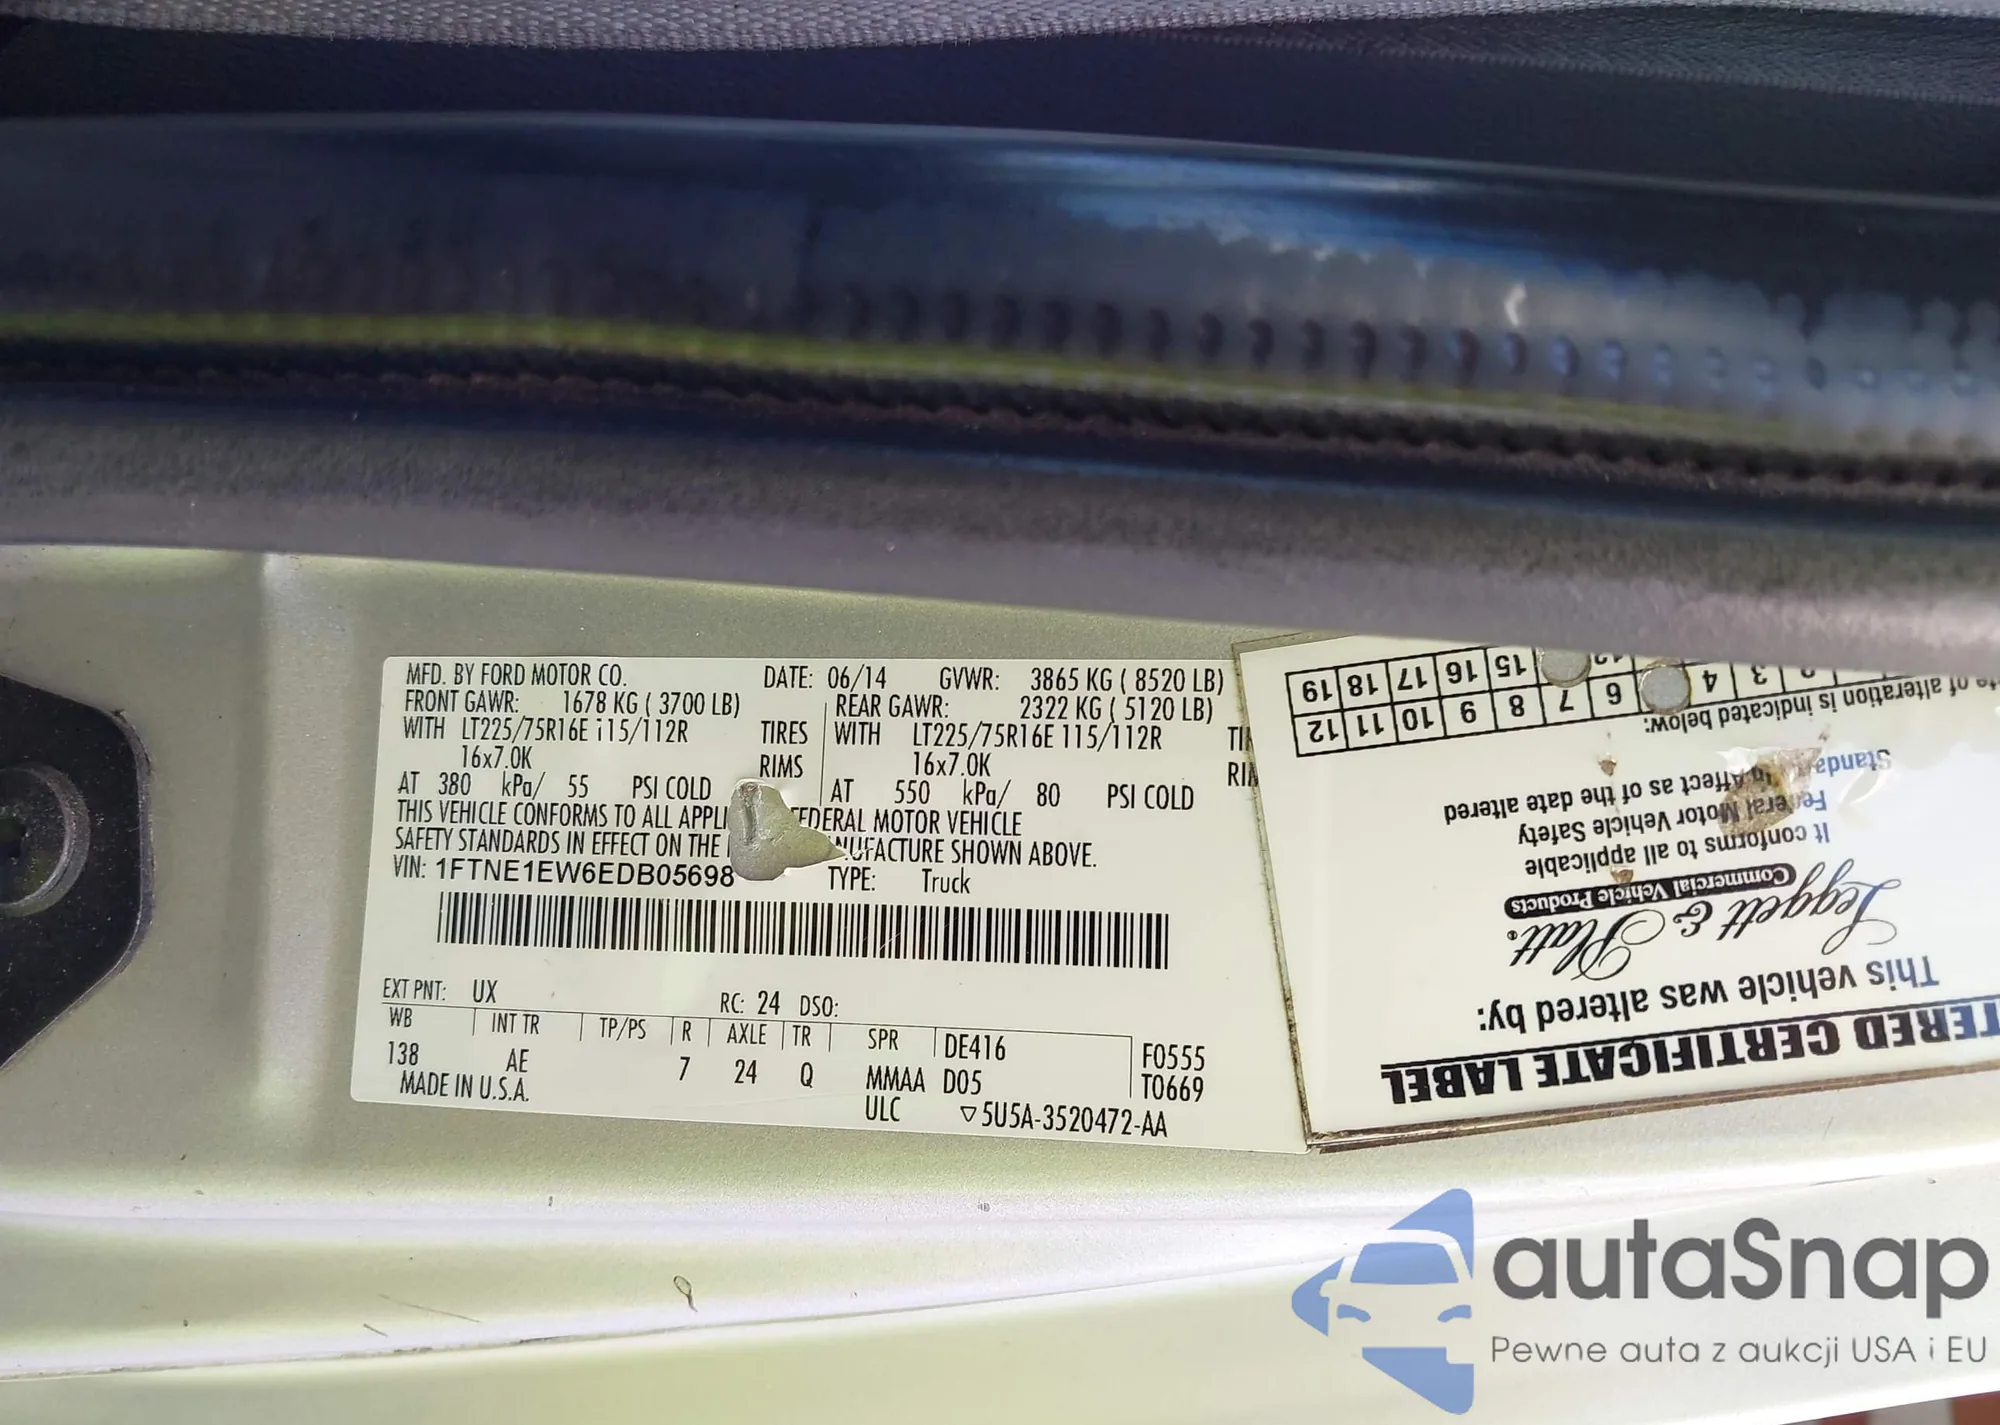 MFD. BY FORD MOTOR CO. DATE: 06/14 GVWR: 3865 KG ( 8520 LB)
FRONT GAWR: 1678 KG ( 3700 LB) REAR GAWR: 2322 KG ( 5120 LB)
WITH LT225/75R16E 115/112R TIRES WITH LT225/75R16E 115/112R
16x7.0K RIMS 16x7.0K
AT 380 kPa/ 55 PSI COLD AT 550 kPa/ 80 PSI COLD
THIS VEHICLE CONFORMS TO ALL APPLI FEDERAL MOTOR VEHICLE
SAFETY STANDARDS IN EFFECT ON THE NUFACTURE SHOWN ABOVE.
VIN: 1FTNE1EW6EDB05698 TYPE: Truck
EXT PNT: UX RC: 24 DSO:
WB INT TR TP/PS R AXLE TR SPR DE416 F0555
138 AE 7 24 Q MMAA D05 T0669
MADE IN U.S.A. ULC ▽5U5A-3520472-AA
TERED CERTIFICATE LABEL
This vehicle was altered by:
Leggett & Platt.
Commercial Vehicle Products
It conforms to all applicable
Federal Motor Vehicle Safety
Standar In Affect as of the date altered
te of alteration is indicated below:
2 3 4 6 7 8 9 10 11 12
15 16 17 18 19
autaSnap
Pewne auta z aukcji USA i EU